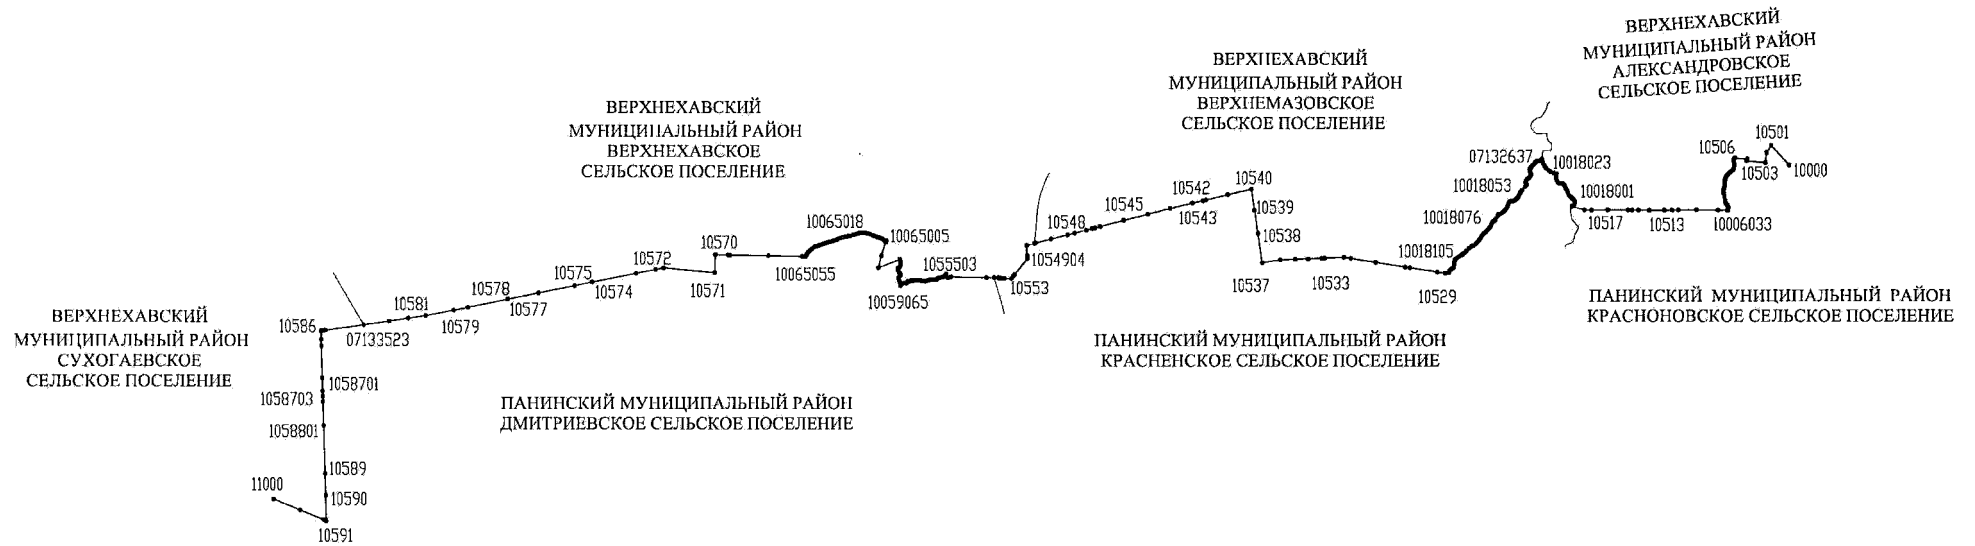 ВЕРХНЕХАВСКИЙ
МУНИЦИПАЛЬНЫЙ РАЙОН
АЛЕКСАНДРОВСКОЕ
СЕЛЬСКОЕ ПОСЕЛЕНИЕ
ВЕРХНЕХАВСКИЙ
МУНИЦИПАЛЬНЫЙ РАЙОН
ВЕРХНЕМАЗОВСКОЕ
СЕЛЬСКОЕ ПОСЕЛЕНИЕ
ВЕРХНЕХАВСКИЙ
МУНИЦИПАЛЬНЫЙ РАЙОН
ВЕРХНЕХАВСКОЕ
СЕЛЬСКОЕ ПОСЕЛЕНИЕ
ВЕРХНЕХАВСКИЙ
МУНИЦИПАЛЬНЫЙ РАЙОН
СУХОГАЕВСКОЕ
СЕЛЬСКОЕ ПОСЕЛЕНИЕ
ПАНИНСКИЙ МУНИЦИПАЛЬНЫЙ РАЙОН
ДМИТРИЕВСКОЕ СЕЛЬСКОЕ ПОСЕЛЕНИЕ
ПАНИНСКИЙ МУНИЦИПАЛЬНЫЙ РАЙОН
КРАСНЕНСКОЕ СЕЛЬСКОЕ ПОСЕЛЕНИЕ
ПАНИНСКИЙ МУНИЦИПАЛЬНЫЙ РАЙОН
КРАСНОНОВСКОЕ СЕЛЬСКОЕ ПОСЕЛЕНИЕ
11000
10591
10590
10589
1058801
1058703
1058701
10586
07133523
10581
10579
10578
10577
10575
10574
10572
10571
10570
10065055
10065018
10065005
10059065
1055503
10553
1054904
10548
10545
10542
10543
10540
10539
10538
10537
10533
10529
10018105
10018076
10018053
07132637
10018023
10018001
10517
10513
10006033
10506
10503
10501
10000